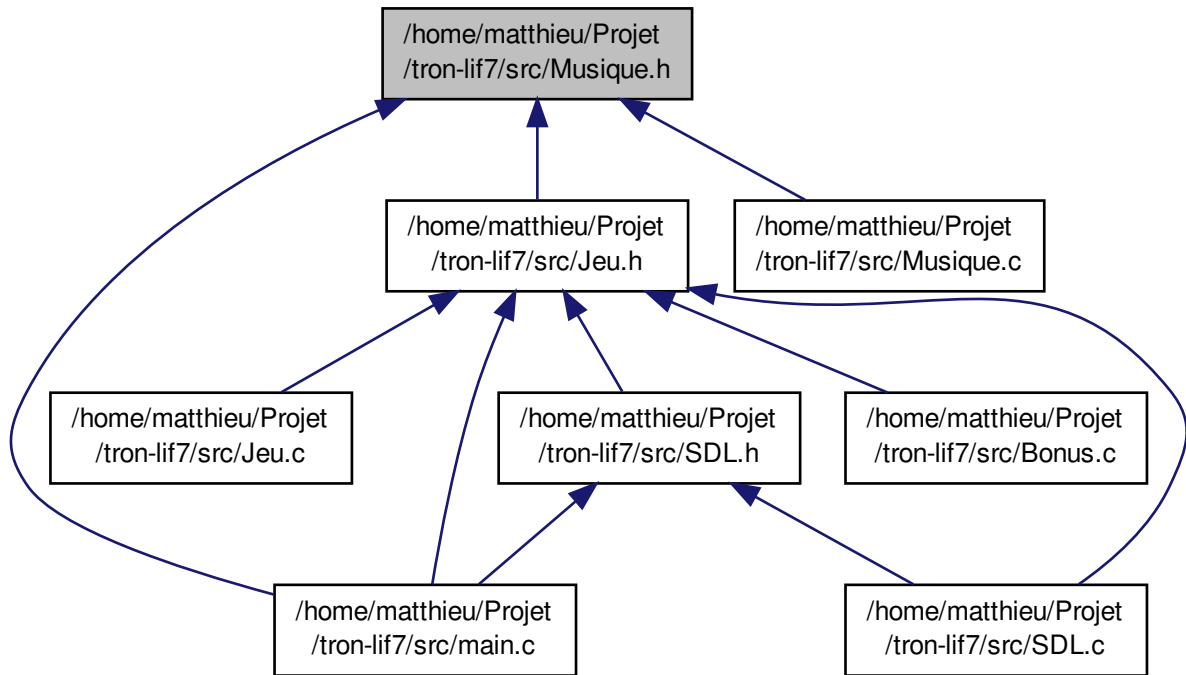 /home/matthieu/Projet
/tron-lif7/src/Musique.h
/home/matthieu/Projet
/tron-lif7/src/Jeu.h
/home/matthieu/Projet
/tron-lif7/src/Musique.c
/home/matthieu/Projet
/tron-lif7/src/Jeu.c
/home/matthieu/Projet
/tron-lif7/src/SDL.h
/home/matthieu/Projet
/tron-lif7/src/Bonus.c
/home/matthieu/Projet
/tron-lif7/src/main.c
/home/matthieu/Projet
/tron-lif7/src/SDL.c